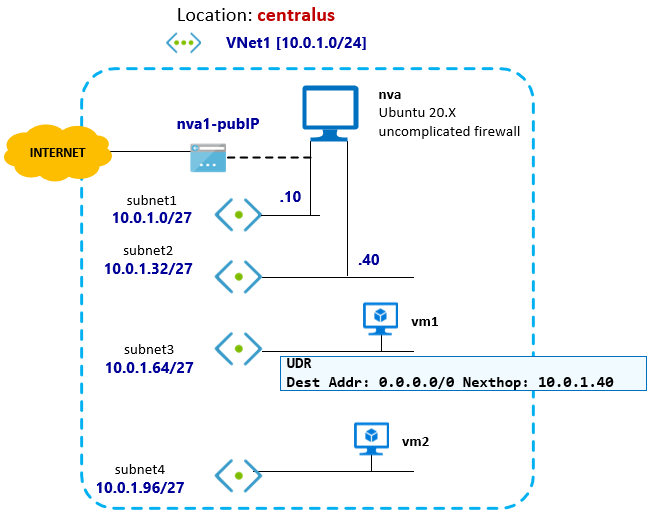 Location: centralus
VNet1 [10.0.1.0/24]
nva
Ubuntu 20.X
uncomplicated firewall
nva1-pubIP
INTERNET
subnet1
10.0.1.0/27
.10
subnet2
10.0.1.32/27
.40
vm1
subnet3
10.0.1.64/27
UDR
Dest Addr: 0.0.0.0/0 Nexthop: 10.0.1.40
vm2
subnet4
10.0.1.96/27